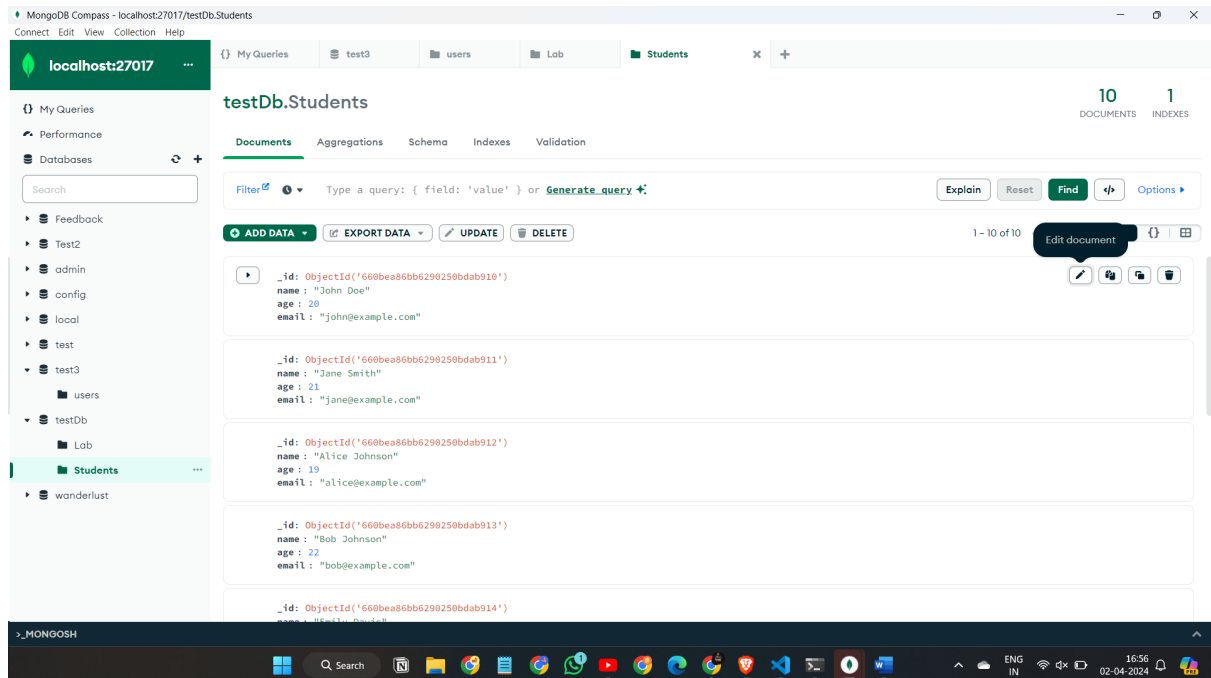 MongoDB Compass - localhost:27017/testDb.Students
Connect Edit View Collection Help
localhost:27017 ...
{} My Queries
Performance
Databases
Search
Feedback
Test2
admin
config
local
test
test3
users
testDb
Lab
Students
wanderlust
{} My Queries test3 users Lab Students
testDb.Students
10 DOCUMENTS
1 INDEXES
Documents Aggregations Schema Indexes Validation
Filter Type a query: { field: 'value' } or Generate query Explain Reset Find </> Options
ADD DATA EXPORT DATA UPDATE DELETE 1 – 10 of 10 {}
Edit document
_id: ObjectId('660bea86bb6290250bdab910')
name : "John Doe"
age : 20
email : "john@example.com"
_id: ObjectId('660bea86bb6290250bdab911')
name : "Jane Smith"
age : 21
email : "jane@example.com"
_id: ObjectId('660bea86bb6290250bdab912')
name : "Alice Johnson"
age : 19
email : "alice@example.com"
_id: ObjectId('660bea86bb6290250bdab913')
name : "Bob Johnson"
age : 22
email : "bob@example.com"
_id: ObjectId('660bea86bb6290250bdab914')
name : "Emily Davis"
>_MONGOSH
Search
1
ENG
IN
16:56
02-04-2024
PRE